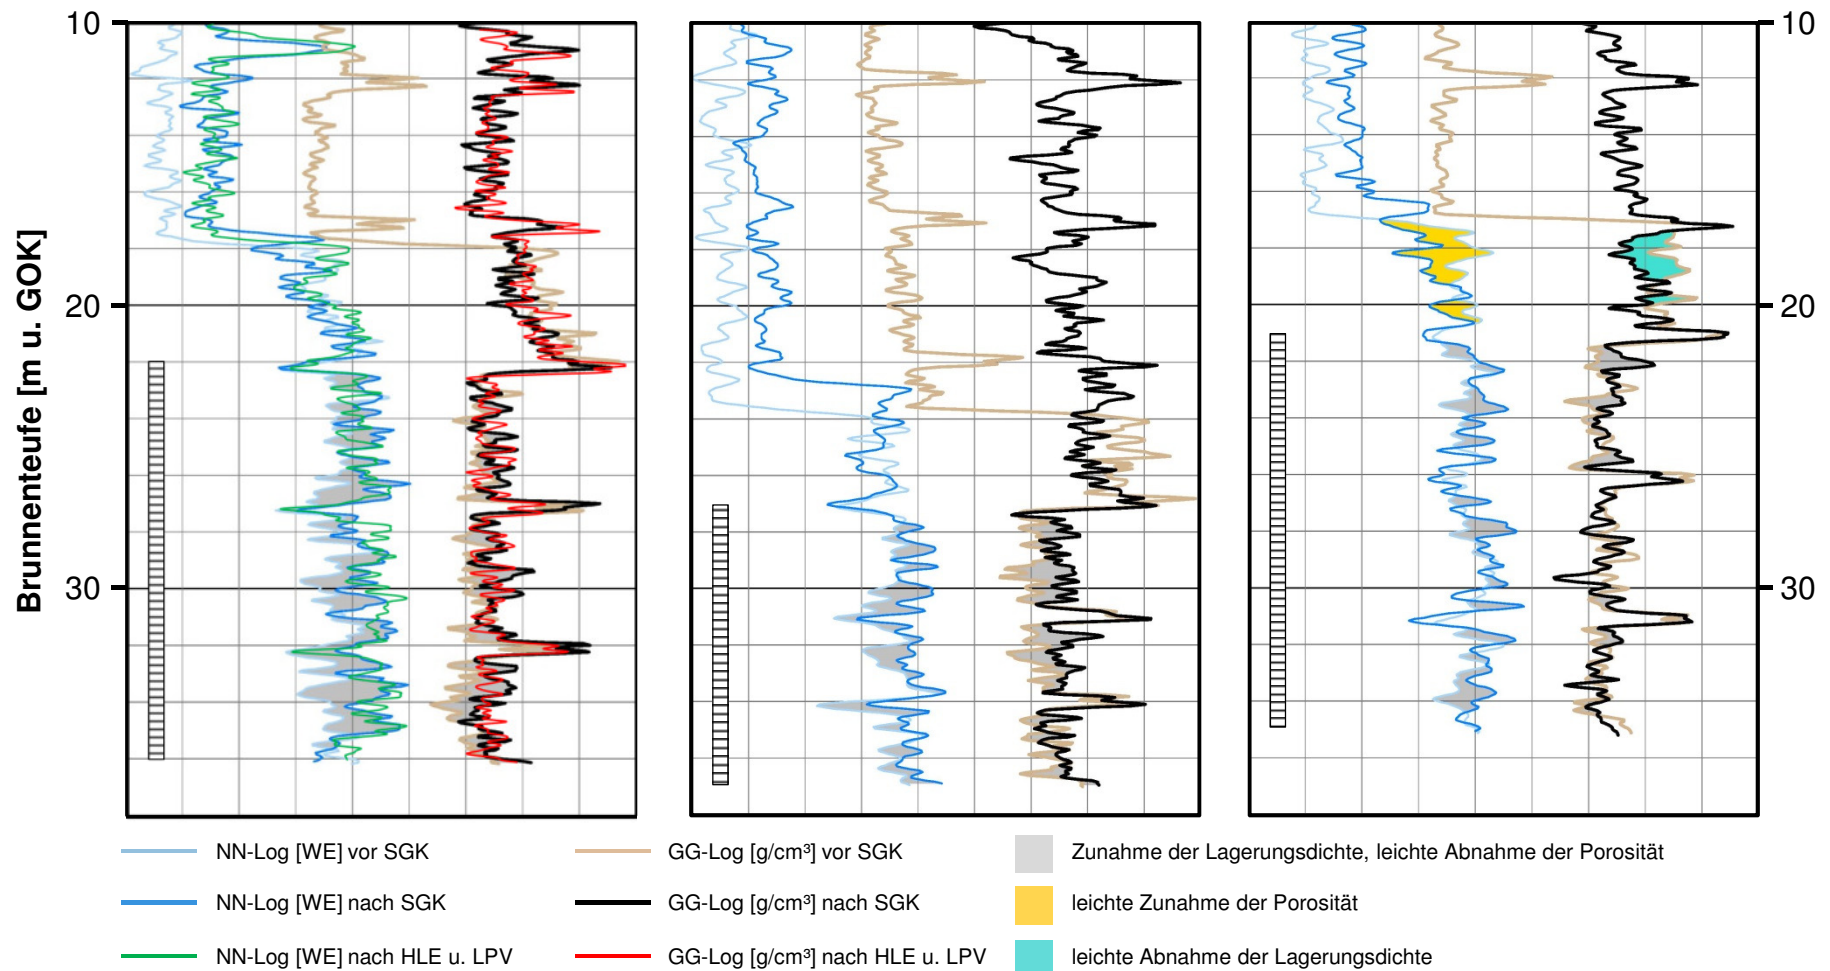 10
10
20
20
30
30
Brunnenteufe [m u. GOK]
NN-Log [WE] vor SGK
GG-Log [g/cm³] vor SGK
Zunahme der Lagerungsdichte, leichte Abnahme der Porosität
NN-Log [WE] nach SGK
GG-Log [g/cm³] nach SGK
leichte Zunahme der Porosität
NN-Log [WE] nach HLE u. LPV
GG-Log [g/cm³] nach HLE u. LPV
leichte Abnahme der Lagerungsdichte